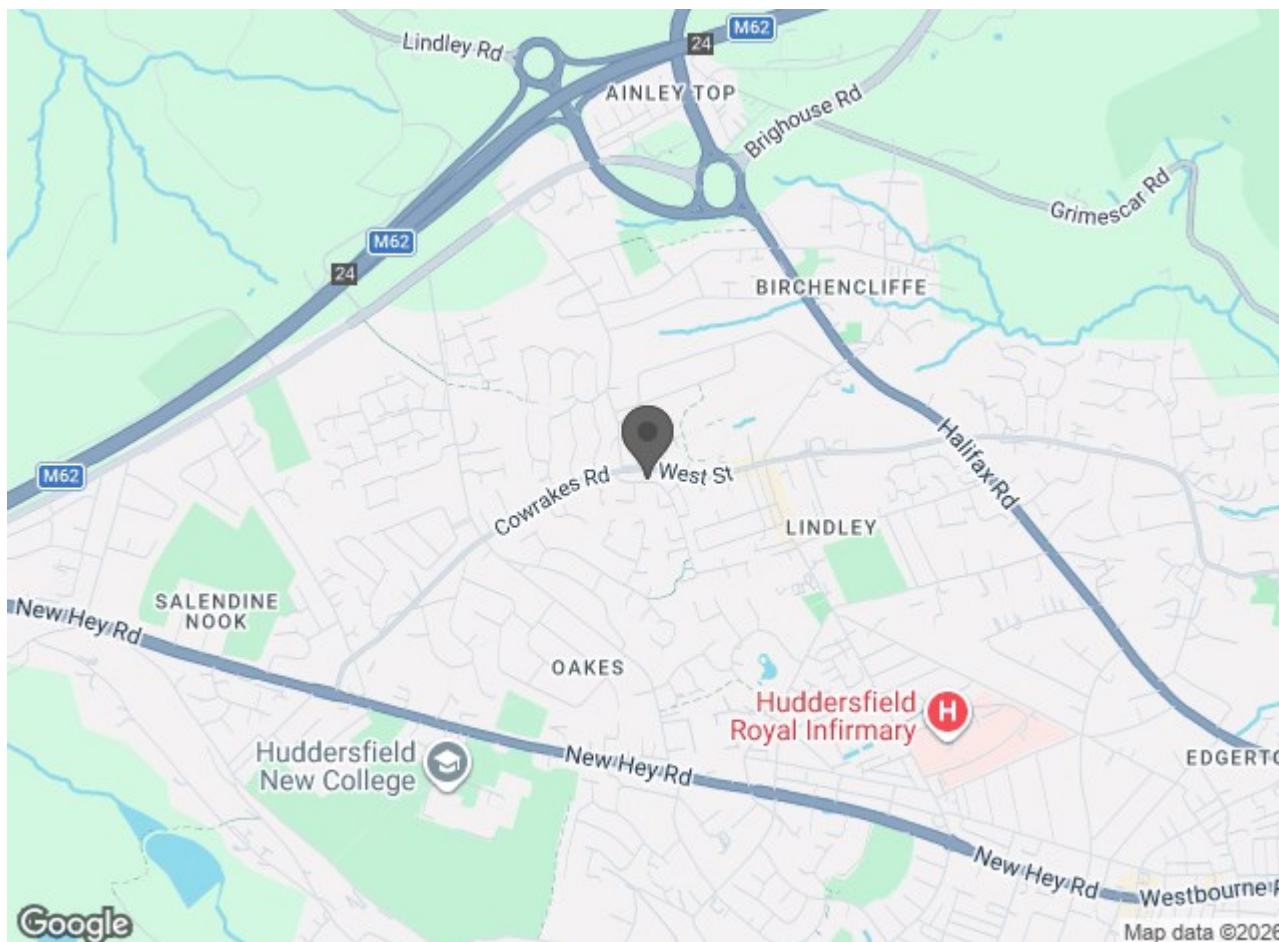 M62
24
Lindley Rd
AINLEY TOP
Brighouse Rd
Grimescar Rd
M62
24
BIRCHENCLIFFE
Halifax Rd
M62
West St
Cowrakes Rd
LINDLEY
SALENDINE
NOOK
New Hey Rd
OAKES
Huddersfield
Royal Infirmary
H
Huddersfield
New College
New Hey Rd
EDGERTO
New Hey Rd
Westbourne
Google
Map data ©2026